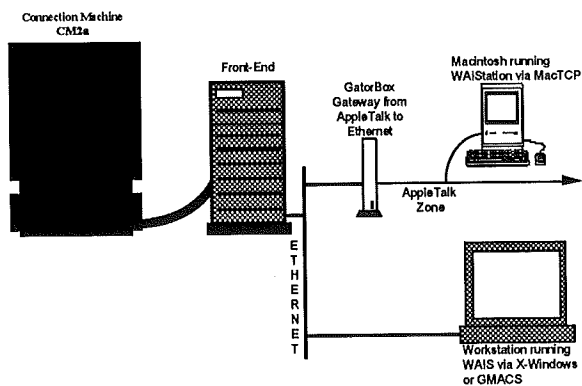 Connection Machine
CM2a
Front-End
GatorBox
Gateway from
AppleTalk to
Ethernet
Macintosh running
WAIStation via MacTCP
AppleTalk
Zone
ETHERNET
Workstation running
WAIS via X-Windows
or GMACS